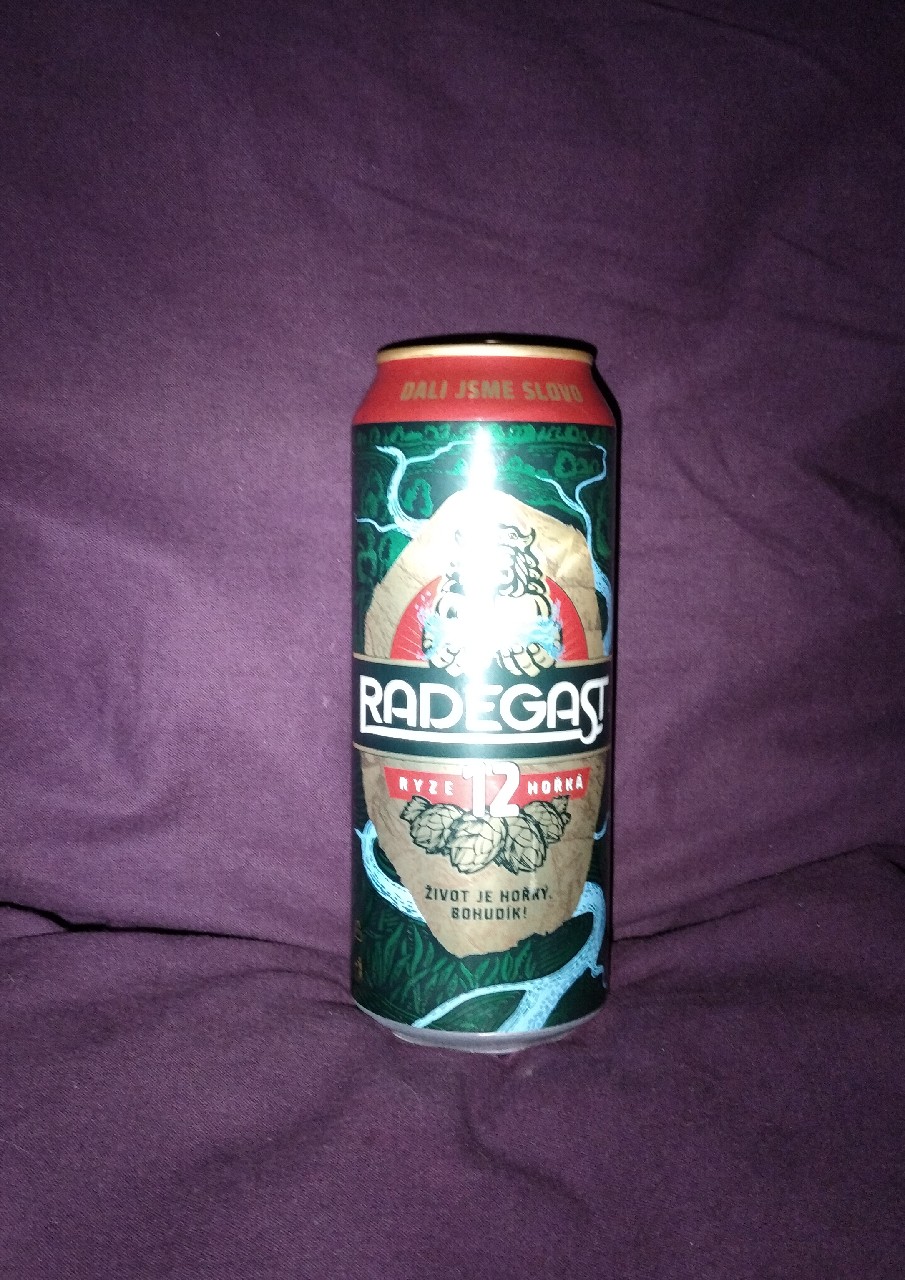 DALI JSME SLOVO
RADEGAST
RYZE 12 HOŘKÁ
ŽIVOT JE HOŘKÝ.
BOHUDÍK!